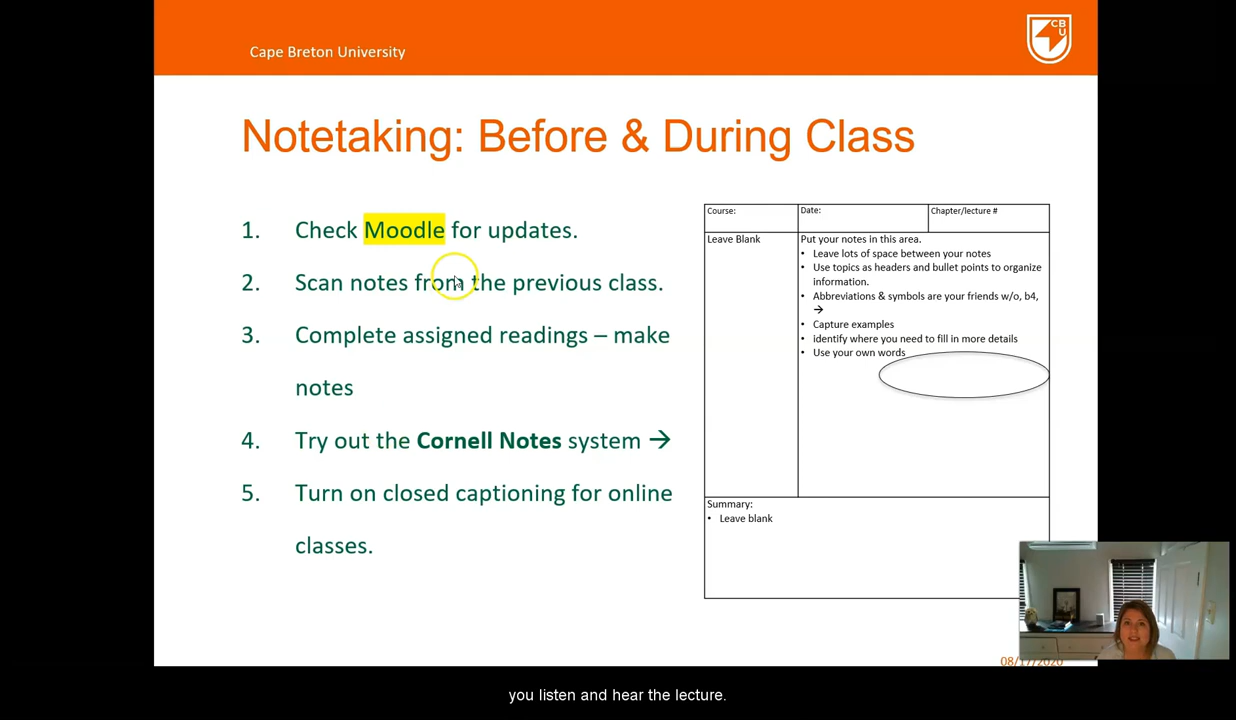 Cape Breton University
CB
U
Notetaking: Before & During Class
1. Check Moodle for updates.
2. Scan notes from the previous class.
3. Complete assigned readings – make
notes
4. Try out the Cornell Notes system →
5. Turn on closed captioning for online
classes.
Course:
Date:
Chapter/lecture #
Leave Blank
Put your notes in this area.
• Leave lots of space between your notes
• Use topics as headers and bullet points to organize
information.
• Abbreviations & symbols are your friends w/o, b4,
→
• Capture examples
• identify where you need to fill in more details
• Use your own words
Summary:
• Leave blank
08/17/2020
you listen and hear the lecture.